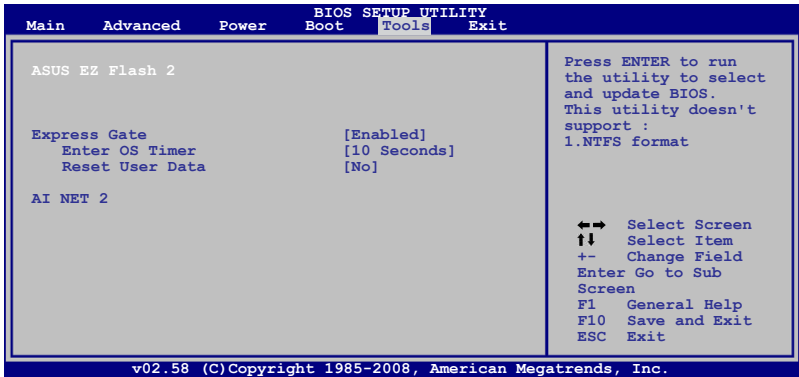 BIOS SETUP UTILITY
Main Advanced Power Boot Tools Exit
ASUS EZ Flash 2
Express Gate [Enabled]
Enter OS Timer [10 Seconds]
Reset User Data [No]
AI NET 2
Press ENTER to run
the utility to select
and update BIOS.
This utility doesn't
support :
1.NTFS format
←→ Select Screen
↑↓ Select Item
+- Change Field
Enter Go to Sub
Screen
F1 General Help
F10 Save and Exit
ESC Exit
v02.58 (C)Copyright 1985-2008, American Megatrends, Inc.